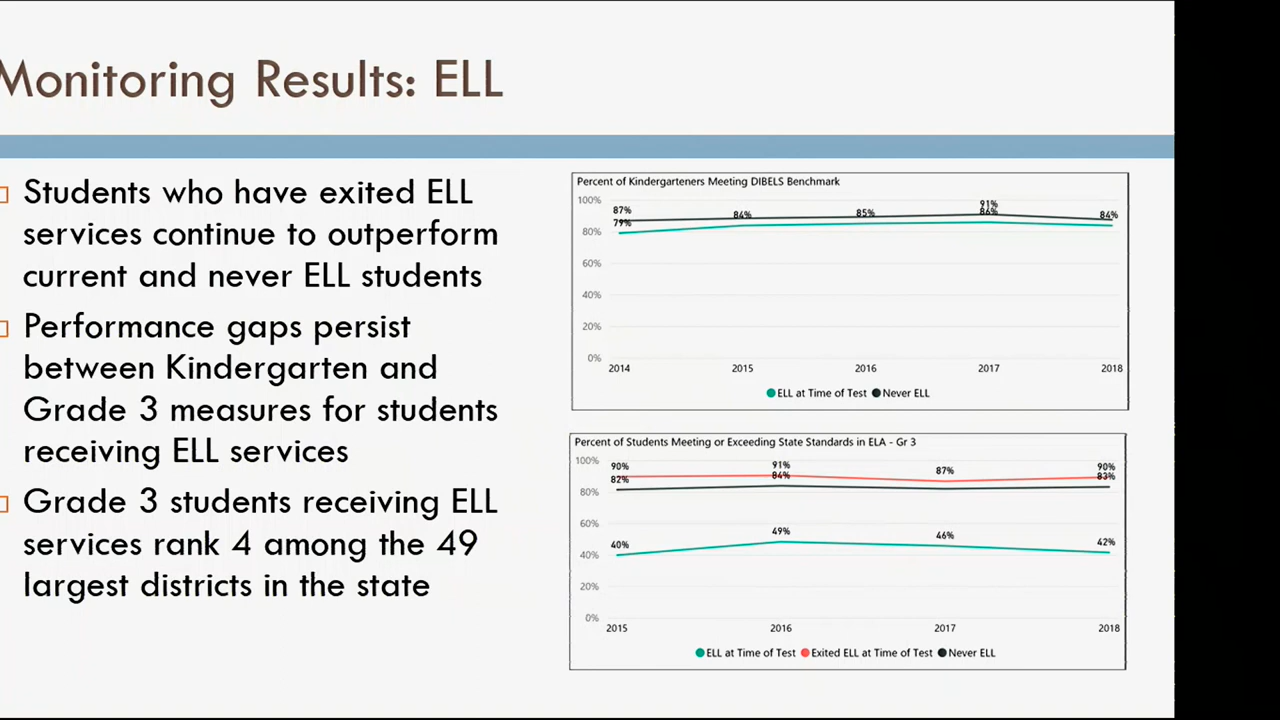 Monitoring Results: ELL
Students who have exited ELL
services continue to outperform
current and never ELL students
Performance gaps persist
between Kindergarten and
Grade 3 measures for students
receiving ELL services
Grade 3 students receiving ELL
services rank 4 among the 49
largest districts in the state
Percent of Kindergarteners Meeting DIBELS Benchmark
100%
80%
60%
40%
20%
0%
87%
79%
84%
85%
91%
86%
84%
2014 2015 2016 2017 2018
ELL at Time of Test Never ELL
Percent of Students Meeting or Exceeding State Standards in ELA - Gr 3
100%
80%
60%
40%
20%
0%
90% 91% 87% 90%
82% 84% 83%
40% 49% 46% 42%
2015 2016 2017 2018
ELL at Time of Test Exited ELL at Time of Test Never ELL